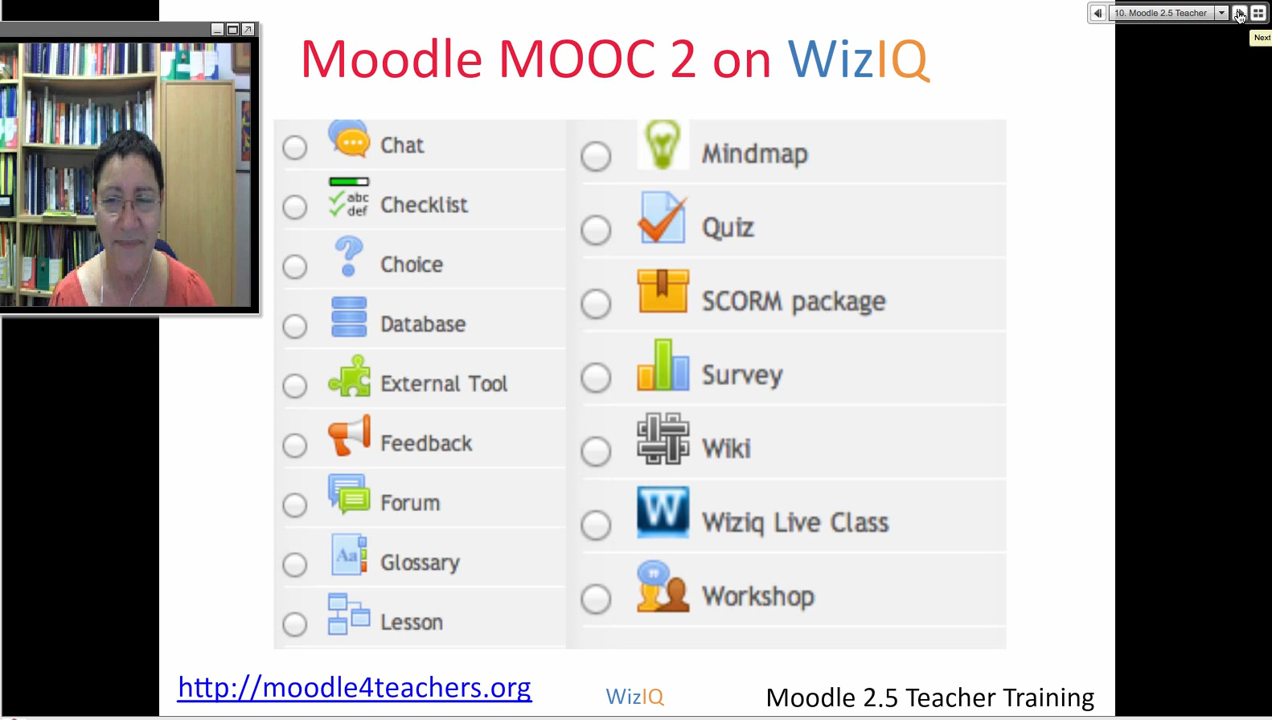 10. Moodle 2.5 Teacher
Next
Moodle MOOC 2 on WizIQ
Chat
abc
def
Checklist
Choice
Database
External Tool
Feedback
Forum
Aa
Glossary
Lesson
Mindmap
Quiz
SCORM package
Survey
Wiki
W
Wiziq Live Class
Workshop
http://moodle4teachers.org
WizIQ
Moodle 2.5 Teacher Training